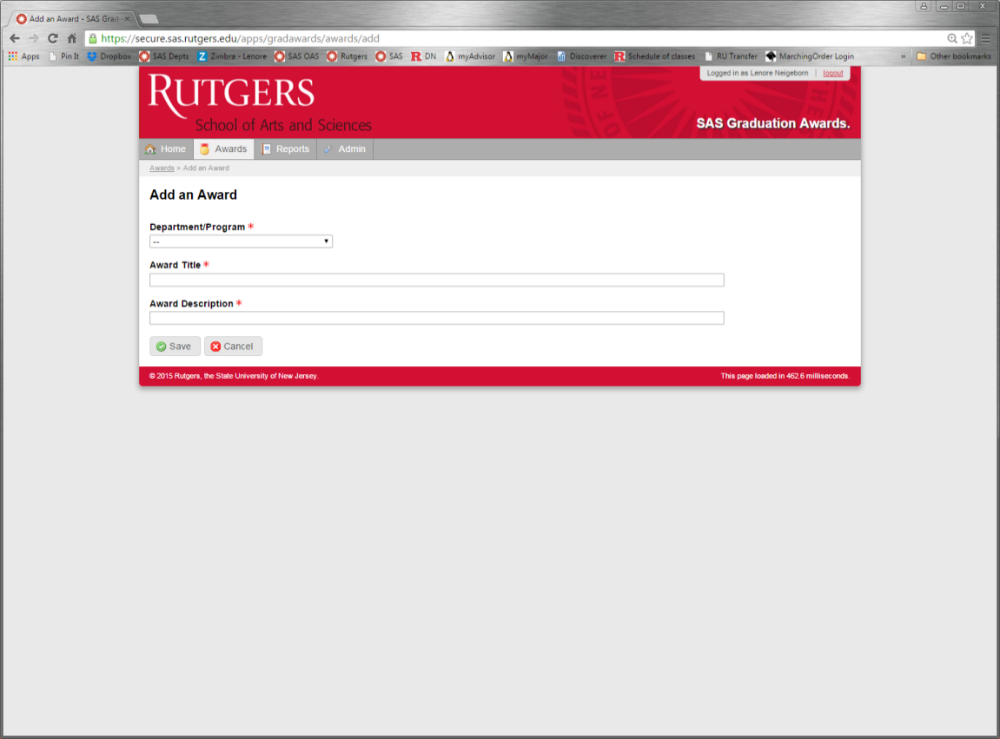 Add an Award - SAS Grad
https://secure.sas.rutgers.edu/apps/gradawards/awards/add
Apps Pin It Dropbox SAS Depts Zimbra - Lenore SAS OAS Rutgers SAS DN myAdvisor myMajor Discoverer Schedule of classes RU Transfer MarchingOrder Login » Other bookmarks
Logged in as Lenore Neigeborn | logout
RUTGERS
School of Arts and Sciences
SAS Graduation Awards.
Home Awards Reports Admin
Awards > Add an Award
Add an Award
Department/Program *
--
Award Title *
Award Description *
Save Cancel
© 2015 Rutgers, the State University of New Jersey. This page loaded in 462.6 milliseconds.